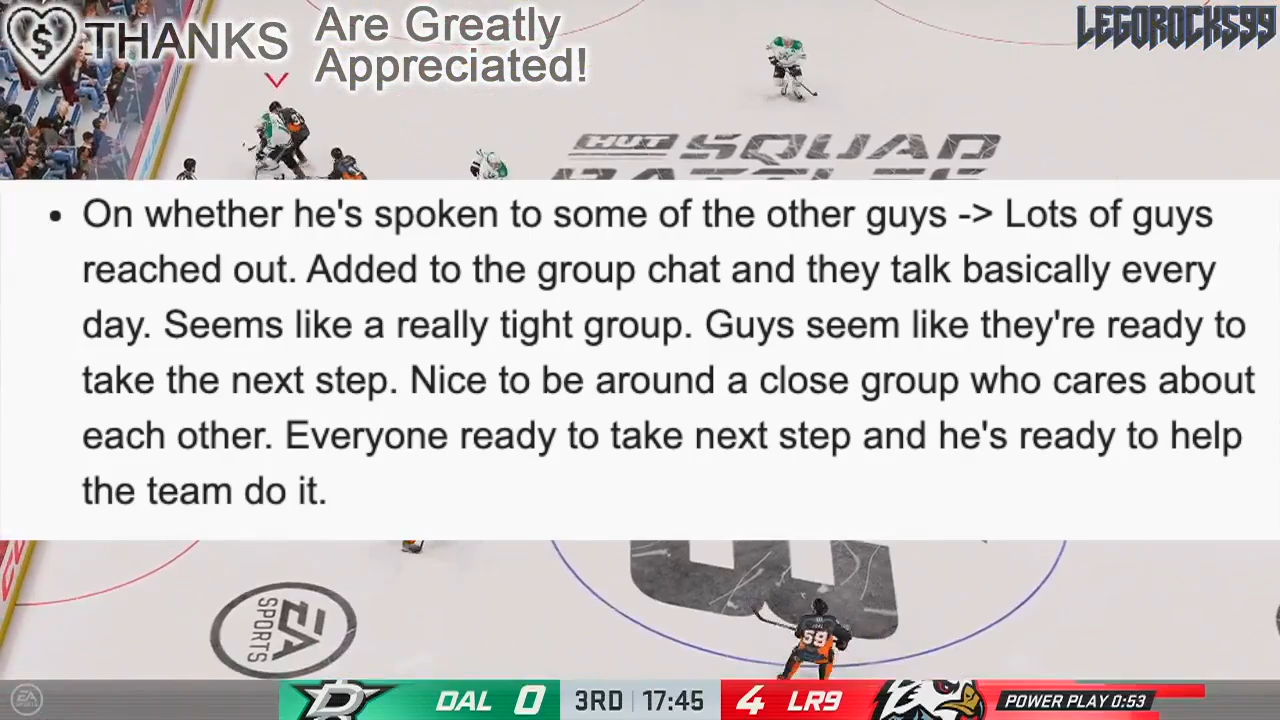 THANKS
Are Greatly
Appreciated!
LEGOROCKS99
HUT SQUAD
BATTLES
• On whether he's spoken to some of the other guys -> Lots of guys
reached out. Added to the group chat and they talk basically every
day. Seems like a really tight group. Guys seem like they're ready to
take the next step. Nice to be around a close group who cares about
each other. Everyone ready to take next step and he's ready to help
the team do it.
EA
SPORTS
59
DAL 0 3RD 17:45 4 LR9 POWER PLAY 0:53